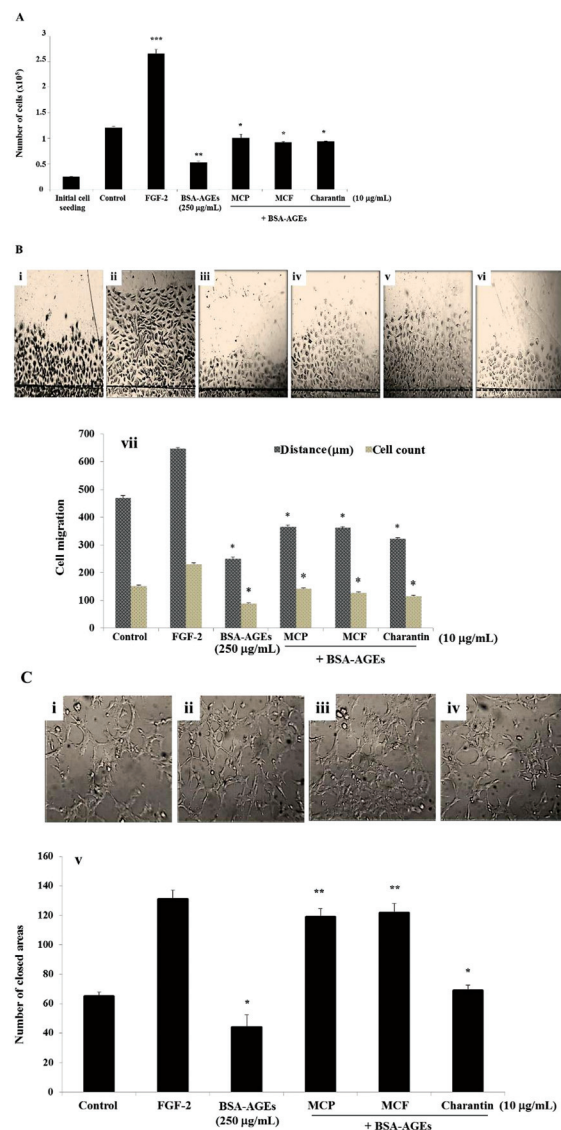 A
Number of cells (x10⁵)
3
2.5
2
1.5
1
0.5
0
***
**
*
*
*
Initial cell seeding
Control
FGF-2
BSA-AGEs (250 µg/mL)
MCP
MCF
Charantin
(10 µg/mL)
+ BSA-AGEs
B
i
ii
iii
iv
v
vi
vii
Distance(µm)
Cell count
Cell migration
700
600
500
400
300
200
100
0
*
*
*
*
*
*
*
*
Control
FGF-2
BSA-AGEs (250 µg/mL)
MCP
MCF
Charantin
(10 µg/mL)
+ BSA-AGEs
C
i
ii
iii
iv
v
Number of closed areas
160
140
120
100
80
60
40
20
0
*
**
**
*
Control
FGF-2
BSA-AGEs (250 µg/mL)
MCP
MCF
Charantin
(10 µg/mL)
+ BSA-AGEs